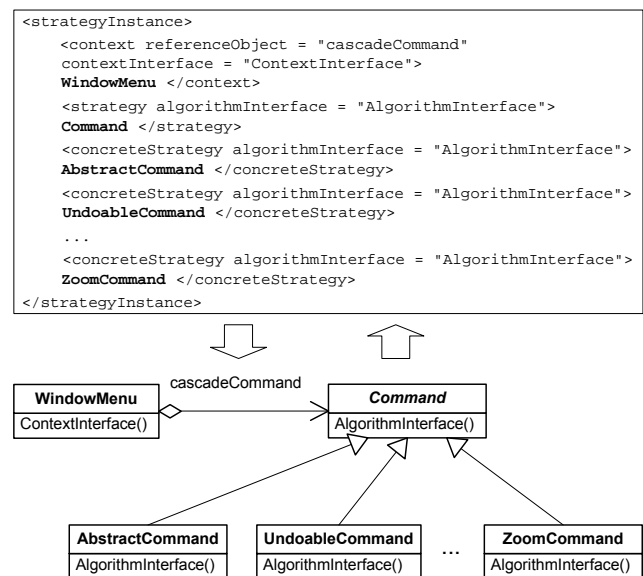 <strategyInstance>
<context referenceObject = "cascadeCommand"
contextInterface = "ContextInterface">
WindowMenu </context>
<strategy algorithmInterface = "AlgorithmInterface">
Command </strategy>
<concreteStrategy algorithmInterface = "AlgorithmInterface">
AbstractCommand </concreteStrategy>
<concreteStrategy algorithmInterface = "AlgorithmInterface">
UndoableCommand </concreteStrategy>
...
<concreteStrategy algorithmInterface = "AlgorithmInterface">
ZoomCommand </concreteStrategy>
</strategyInstance>
WindowMenu
ContextInterface()
cascadeCommand
Command
AlgorithmInterface()
AbstractCommand
AlgorithmInterface()
UndoableCommand
AlgorithmInterface()
...
ZoomCommand
AlgorithmInterface()